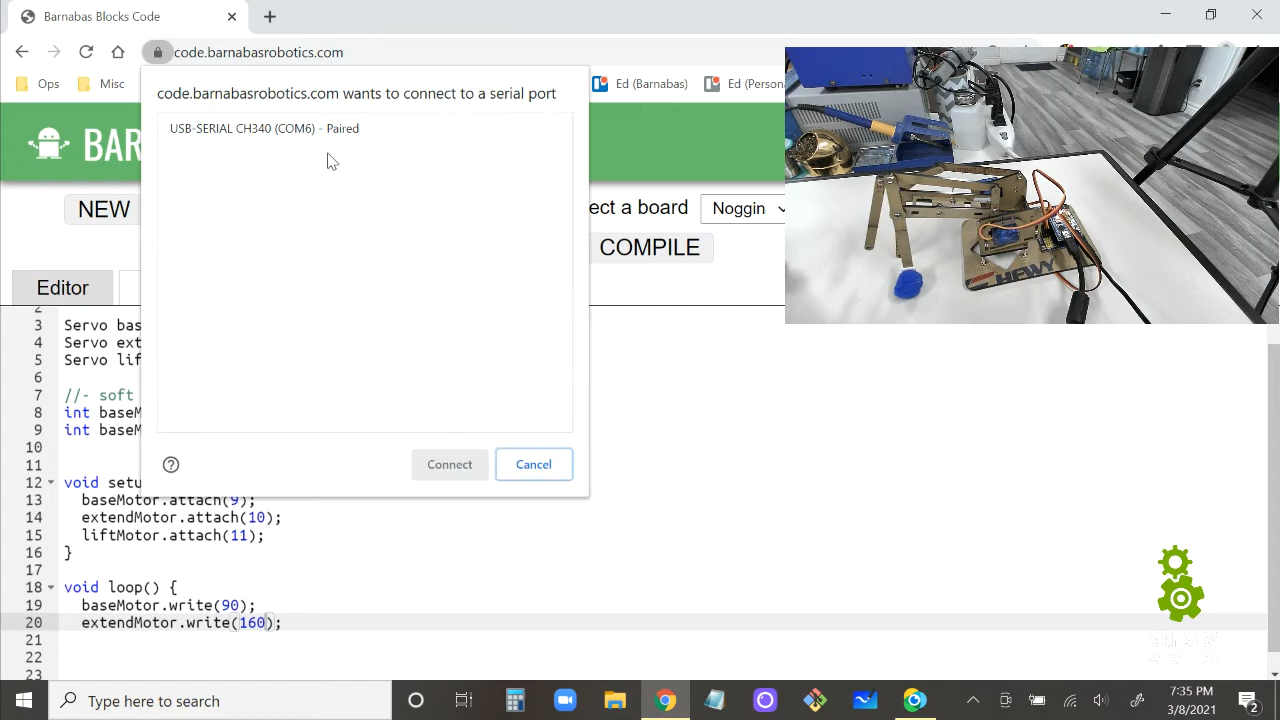 Barnabas Blocks Code
code.barnabasrobotics.com
Ops
Misc
Ed (Barnabas)
Ed (Person
code.barnabasrobotics.com wants to connect to a serial port
USB-SERIAL CH340 (COM6) - Paired
Connect
Cancel
BAR
NEW
ect a board
Noggin
COMPILE
Editor
2
3 Servo bas
4 Servo ext
5 Servo lif
6
7 //- soft
8 int baseM
9 int baseM
10
11
12 void setu
13 baseMotor.attach(9);
14 extendMotor.attach(10);
15 liftMotor.attach(11);
16 }
17
18 void loop() {
19 baseMotor.write(90);
20 extendMotor.write(160);
21
22
23
HEWY
Type here to search
7:35 PM
3/8/2021
2